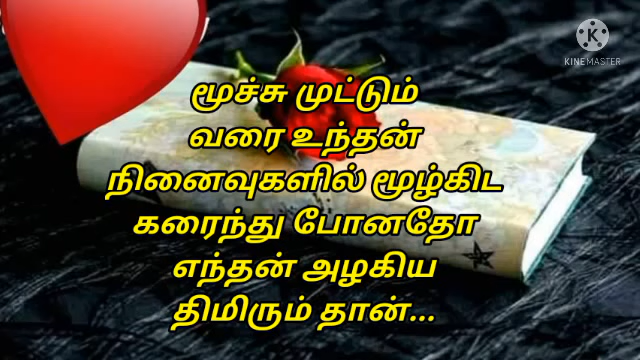 KINEMASTER
மூச்சு முட்டும்
வரை உந்தன்
நினைவுகளில் மூழ்கிட
கரைந்து போனதோ
எந்தன் அழகிய
திமிரும் தான்...